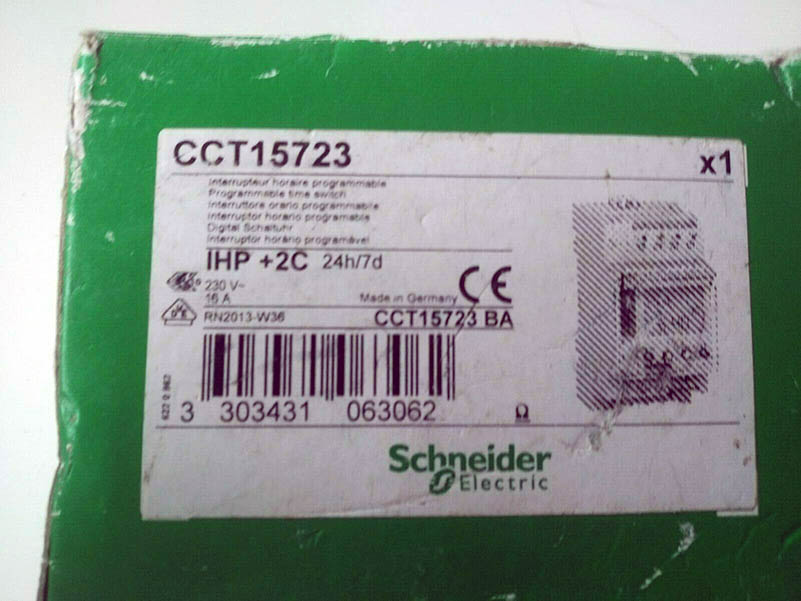 CCT15723
x1
Interrupteur horaire programmable
Programmable time switch
Interruttore orario programmabile
Interruptor horario programable
Digital Schaltuhr
Interruptor horário programável
IHP +2C 24h/7d
230 V~
16 A
Made in Germany
CE
RN2013-W36
CCT15723 BA
3 303431 063062
Ω
Schneider
Electric